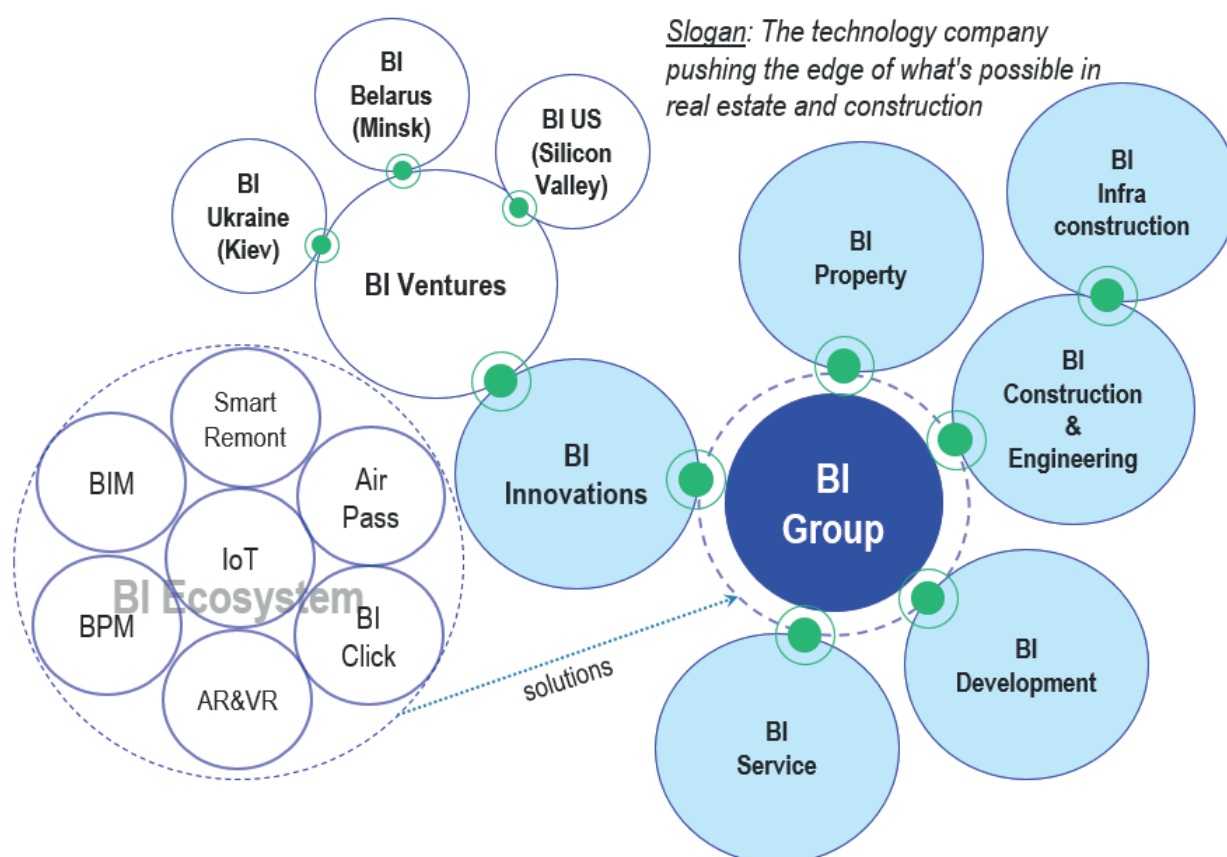 Slogan: The technology company
pushing the edge of what's possible in
real estate and construction
BI
Belarus
(Minsk)
BI US
(Silicon
Valley)
BI
Ukraine
(Kiev)
BI Ventures
BI
Infra
construction
BI
Property
BI
Construction
&
Engineering
BI
Innovations
BI
Group
BI
Development
BI
Service
Smart
Remont
BIM
Air
Pass
IoT
BI Ecosystem
BPM
BI
Click
AR&VR
solutions